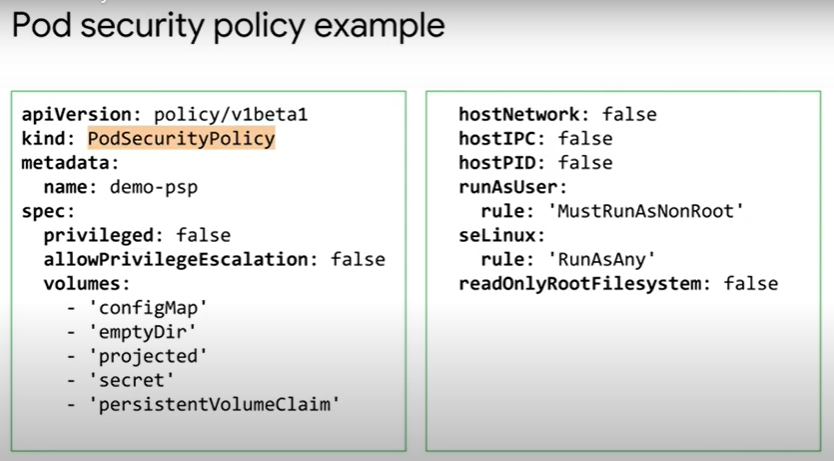 Pod security policy example
apiVersion: policy/v1beta1
kind: PodSecurityPolicy
metadata:
  name: demo-psp
spec:
  privileged: false
  allowPrivilegeEscalation: false
  volumes:
    - 'configMap'
    - 'emptyDir'
    - 'projected'
    - 'secret'
    - 'persistentVolumeClaim'
hostNetwork: false
hostIPC: false
hostPID: false
runAsUser:
  rule: 'MustRunAsNonRoot'
seLinux:
  rule: 'RunAsAny'
readOnlyRootFilesystem: false